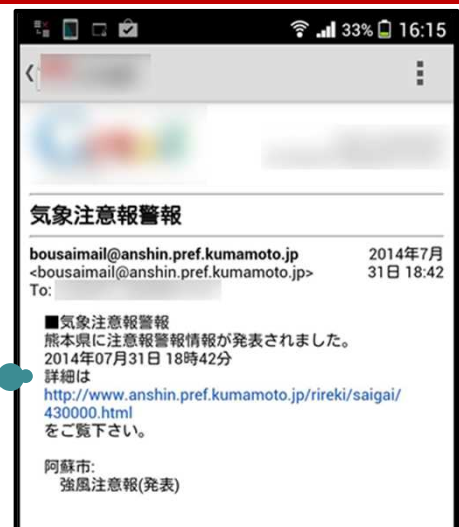 33% 16:15
気象注意報警報
bousaimail@anshin.pref.kumamoto.jp 2014年7月
<bousaimail@anshin.pref.kumamoto.jp> 31日 18:42
To:
■気象注意報警報
熊本県に注意報警報情報が発表されました。
2014年07月31日 18時42分
詳細は
http://www.anshin.pref.kumamoto.jp/rireki/saigai/
430000.html
をご覧下さい。
阿蘇市:
強風注意報(発表)